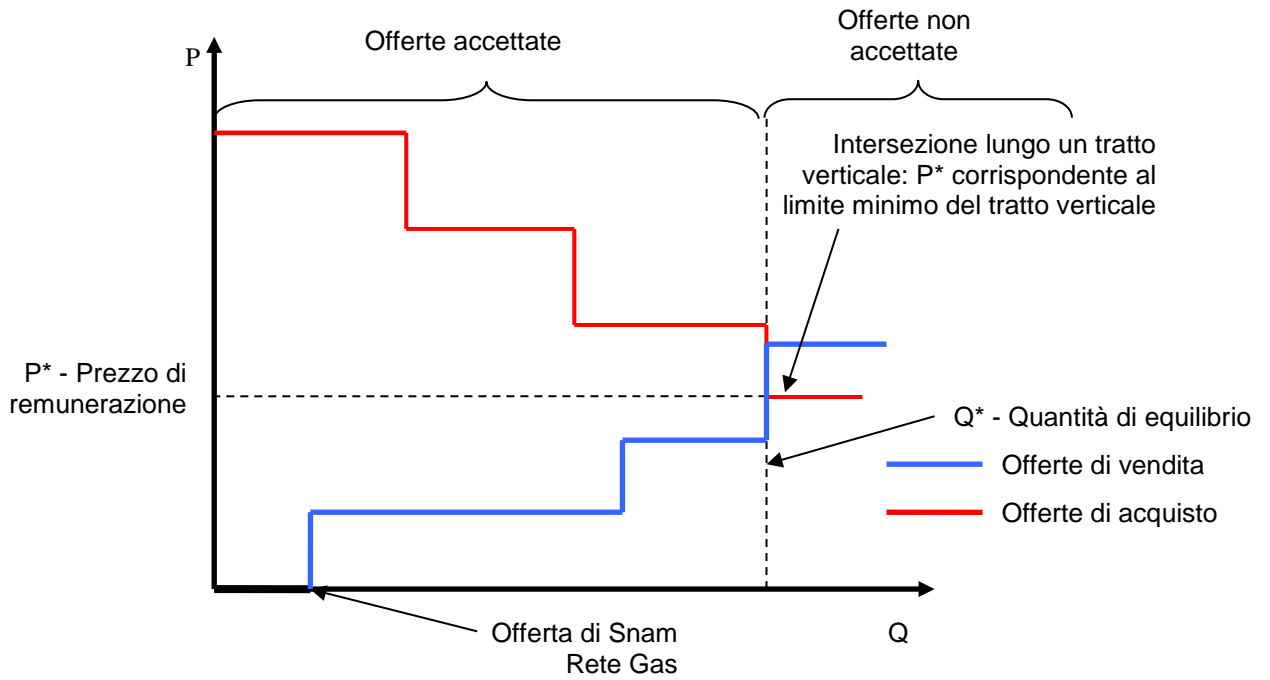 Offerte accettate
Offerte non
accettate
P
Intersezione lungo un tratto
verticale: P* corrispondente al
limite minimo del tratto verticale
P* - Prezzo di
remunerazione
Q* - Quantità di equilibrio
Offerte di vendita
Offerte di acquisto
Offerta di Snam
Rete Gas
Q